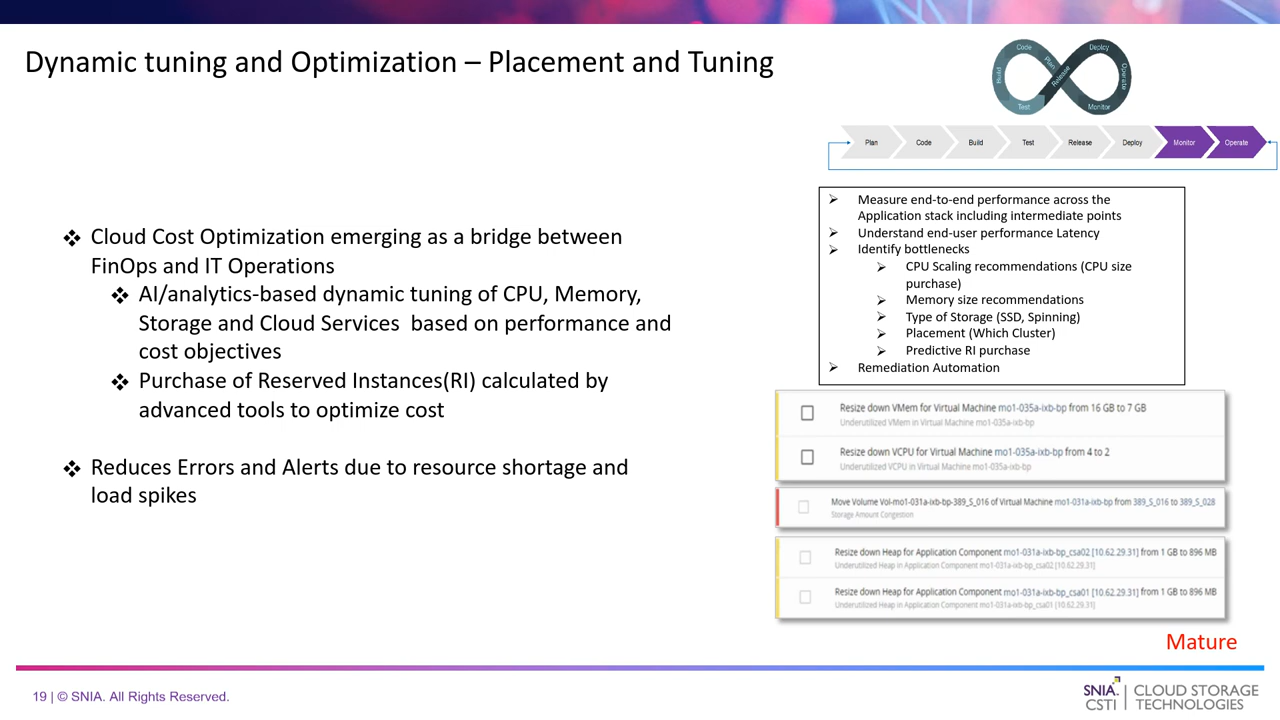 Dynamic tuning and Optimization – Placement and Tuning
Code
Deploy
Build
Plan
Release
Operate
Test
Monitor
Plan
Code
Build
Test
Release
Deploy
Monitor
Operate
❖ Cloud Cost Optimization emerging as a bridge between
FinOps and IT Operations
❖ AI/analytics-based dynamic tuning of CPU, Memory,
Storage and Cloud Services based on performance and
cost objectives
❖ Purchase of Reserved Instances(RI) calculated by
advanced tools to optimize cost
❖ Reduces Errors and Alerts due to resource shortage and
load spikes
➢ Measure end-to-end performance across the
Application stack including intermediate points
➢ Understand end-user performance Latency
➢ Identify bottlenecks
➢ CPU Scaling recommendations (CPU size
purchase)
➢ Memory size recommendations
➢ Type of Storage (SSD, Spinning)
➢ Placement (Which Cluster)
➢ Predictive RI purchase
➢ Remediation Automation
Resize down VMem for Virtual Machine mo1-035a-ixb-bp from 16 GB to 7 GB
Underutilized VMem in Virtual Machine mo1-035a-ixb-bp
Resize down VCPU for Virtual Machine mo1-035a-ixb-bp from 4 to 2
Underutilized VCPU in Virtual Machine mo1-035a-ixb-bp
Move Volume Vol-mo1-031a-ixb-bp-389_S_016 of Virtual Machine mo1-031a-ixb-bp from 389_S_016 to 389_S_028
Storage Amount Congestion
Resize down Heap for Application Component mo1-031a-ixb-bp_csa02 [10.62.29.31] from 1 GB to 896 MB
Underutilized Heap in Application Component mo1-031a-ixb-bp_csa02 [10.62.29.31]
Resize down Heap for Application Component mo1-031a-ixb-bp_csa01 [10.62.29.31] from 1 GB to 896 MB
Underutilized Heap in Application Component mo1-031a-ixb-bp_csa01 [10.62.29.31]
Mature
19 | © SNIA. All Rights Reserved.
SNIA. | CLOUD STORAGE
CSTI | TECHNOLOGIES